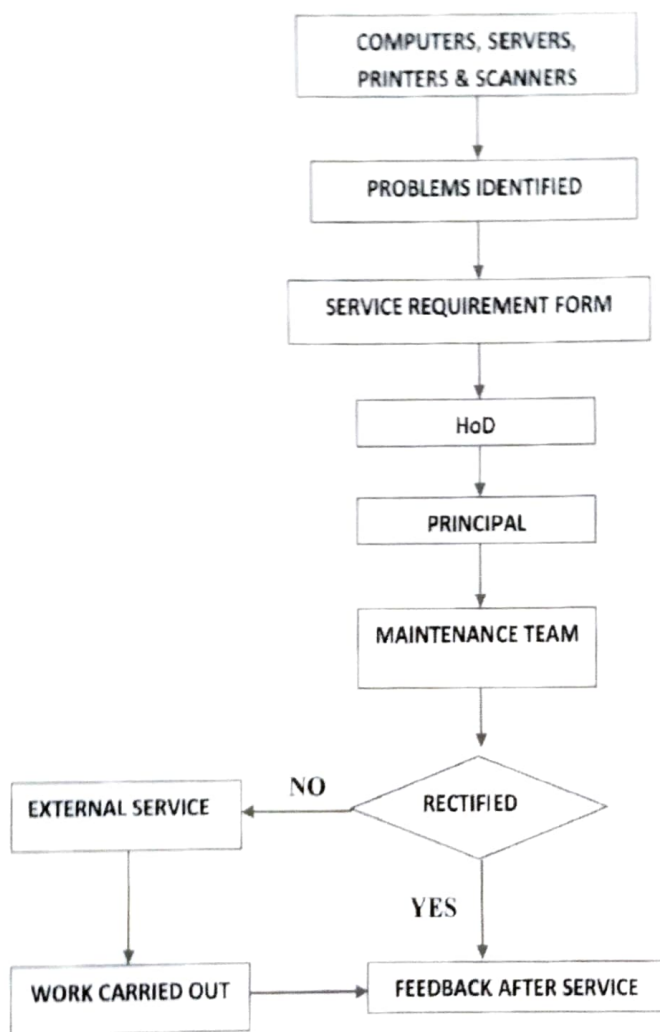 COMPUTERS, SERVERS,
PRINTERS & SCANNERS
PROBLEMS IDENTIFIED
SERVICE REQUIREMENT FORM
HoD
PRINCIPAL
MAINTENANCE TEAM
RECTIFIED
NO
EXTERNAL SERVICE
YES
WORK CARRIED OUT
FEEDBACK AFTER SERVICE